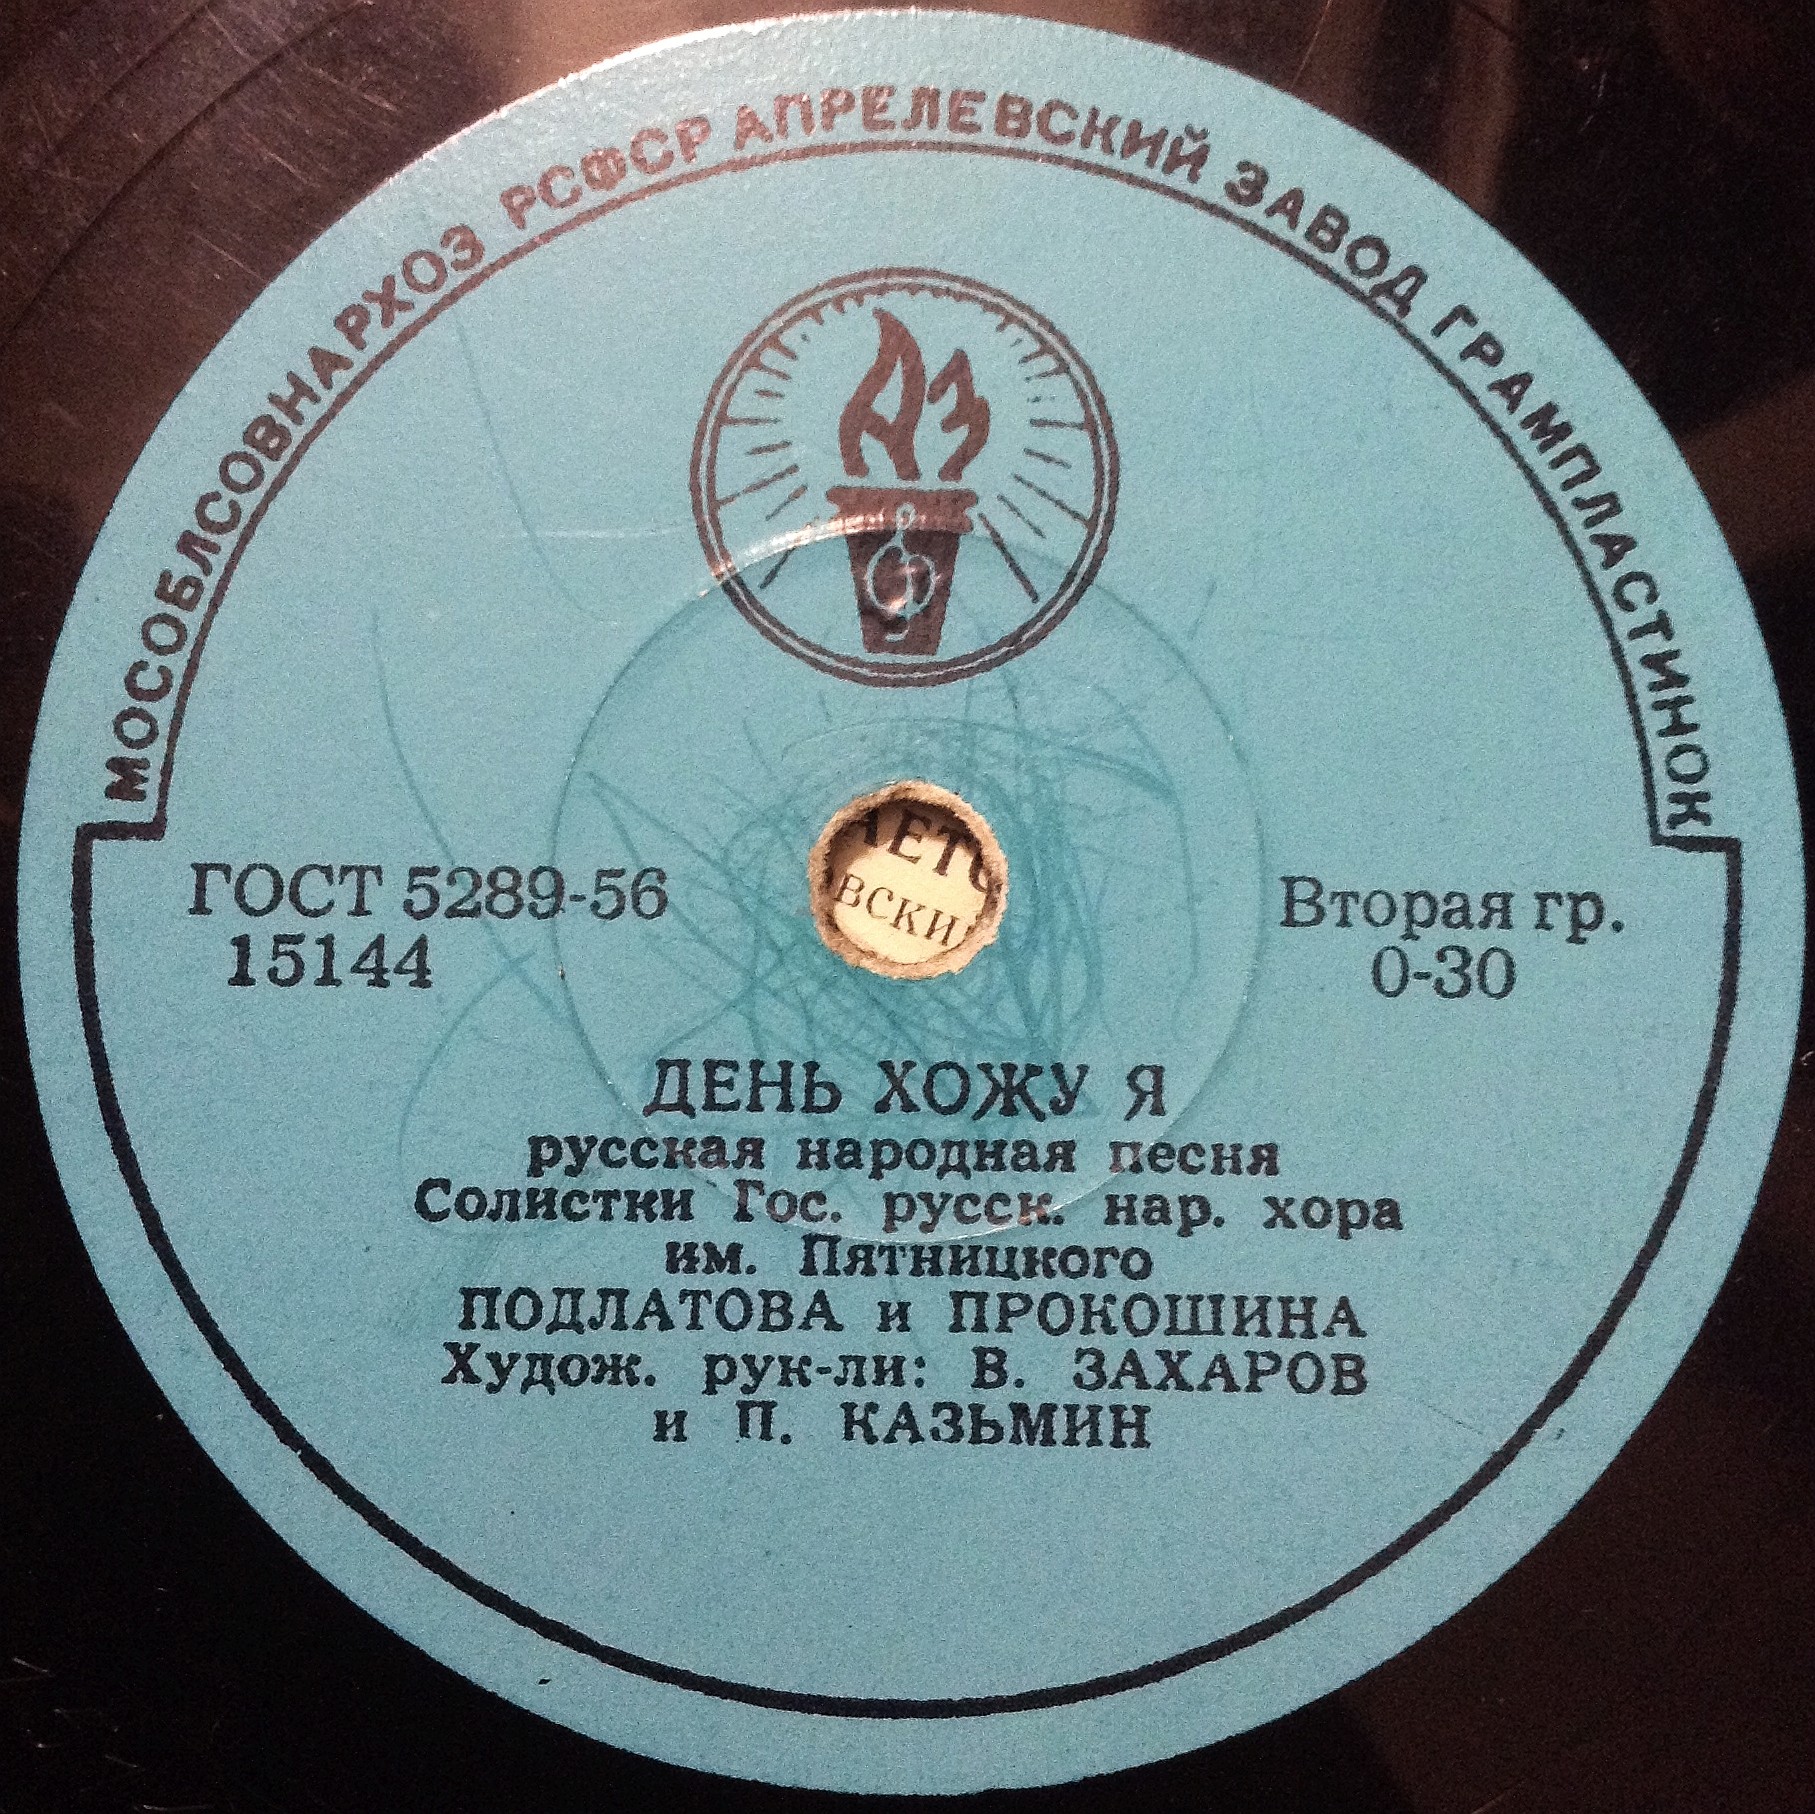 МОСОБЛСОВНАРХОЗ РСФСР АПРЕЛЕВСКИЙ ЗАВОД ГРАМПЛАСТИНОК
АЗ
ГОСТ 5289-56
15144
Вторая гр.
0-30
ДЕНЬ ХОЖУ Я
русская народная песня
Солистки Гос. русск. нар. хора
им. Пятницкого
ПОДЛАТОВА и ПРОКОШИНА
Худож. рук-ли: В. ЗАХАРОВ
и П. КАЗЬМИН